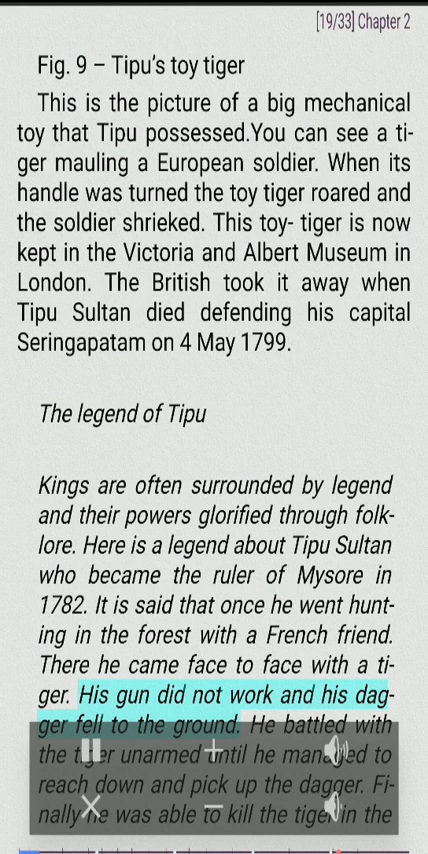 [19/33] Chapter 2
Fig. 9 – Tipu's toy tiger
This is the picture of a big mechanical
toy that Tipu possessed.You can see a ti-
ger mauling a European soldier. When its
handle was turned the toy tiger roared and
the soldier shrieked. This toy- tiger is now
kept in the Victoria and Albert Museum in
London. The British took it away when
Tipu Sultan died defending his capital
Seringapatam on 4 May 1799.
The legend of Tipu
Kings are often surrounded by legend
and their powers glorified through folk-
lore. Here is a legend about Tipu Sultan
who became the ruler of Mysore in
1782. It is said that once he went hunt-
ing in the forest with a French friend.
There he came face to face with a ti-
ger. His gun did not work and his dag-
ger fell to the ground. He battled with
the tiger unarmed until he managed to
reach down and pick up the dagger. Fi-
nally he was able to kill the tiger in the